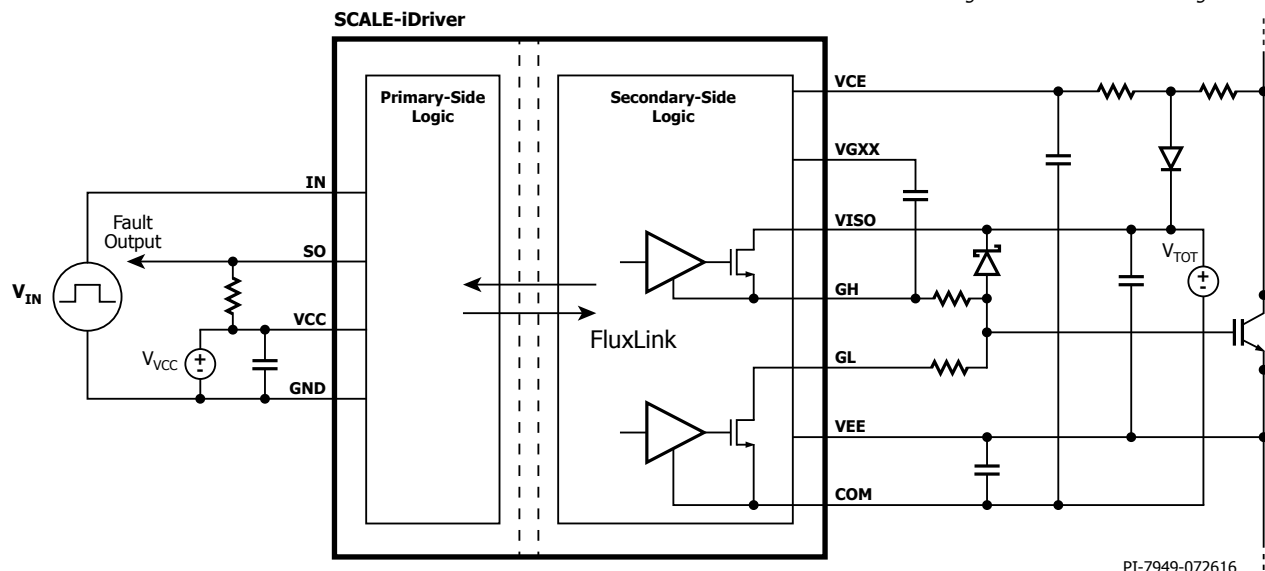 SCALE-iDriver
Primary-Side
Logic
Secondary-Side
Logic
VCE
VGXX
IN
VISO
Fault
Output
SO
VTOT
+
-
GH
VIN
VCC
FluxLink
VVCC
+
-
GL
GND
VEE
COM
PI-7949-072616